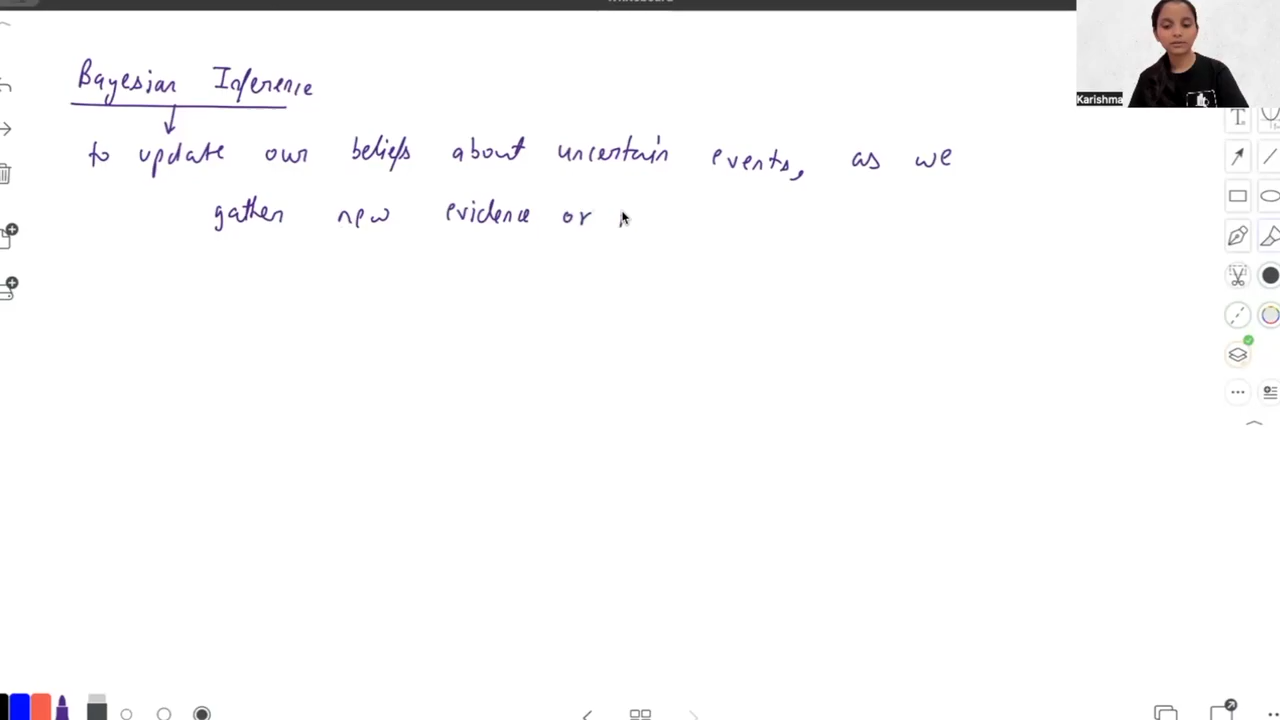 Karishma
Bayesian Inference
to update our beliefs about uncertain events, as we
gather new evidence or